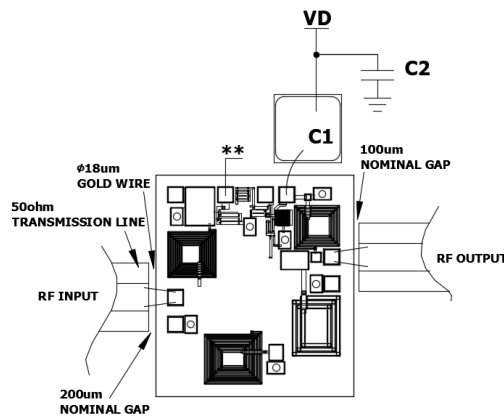 VD
C2
C1
**
100um
NOMINAL GAP
ϕ18um
GOLD WIRE
50ohm
TRANSMISSION LINE
RF OUTPUT
RF INPUT
200um
NOMINAL GAP